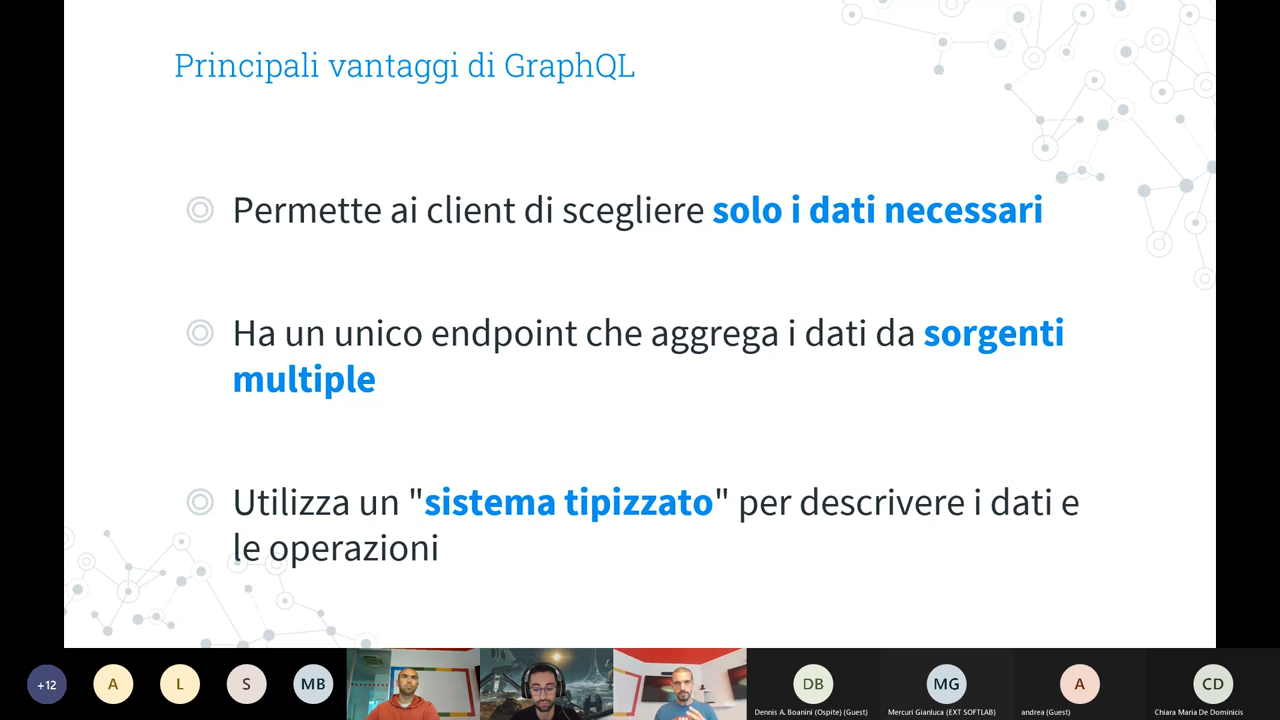 Principali vantaggi di GraphQL
Permette ai client di scegliere solo i dati necessari
Ha un unico endpoint che aggrega i dati da sorgenti
multiple
Utilizza un "sistema tipizzato" per descrivere i dati e
le operazioni
+12
A
L
S
MB
DB
MG
A
CD
Dennis A. Boanini (Ospite) (Guest)
Mercuri Gianluca (EXT SOFTLAB)
andrea (Guest)
Chiara Maria De Dominicis